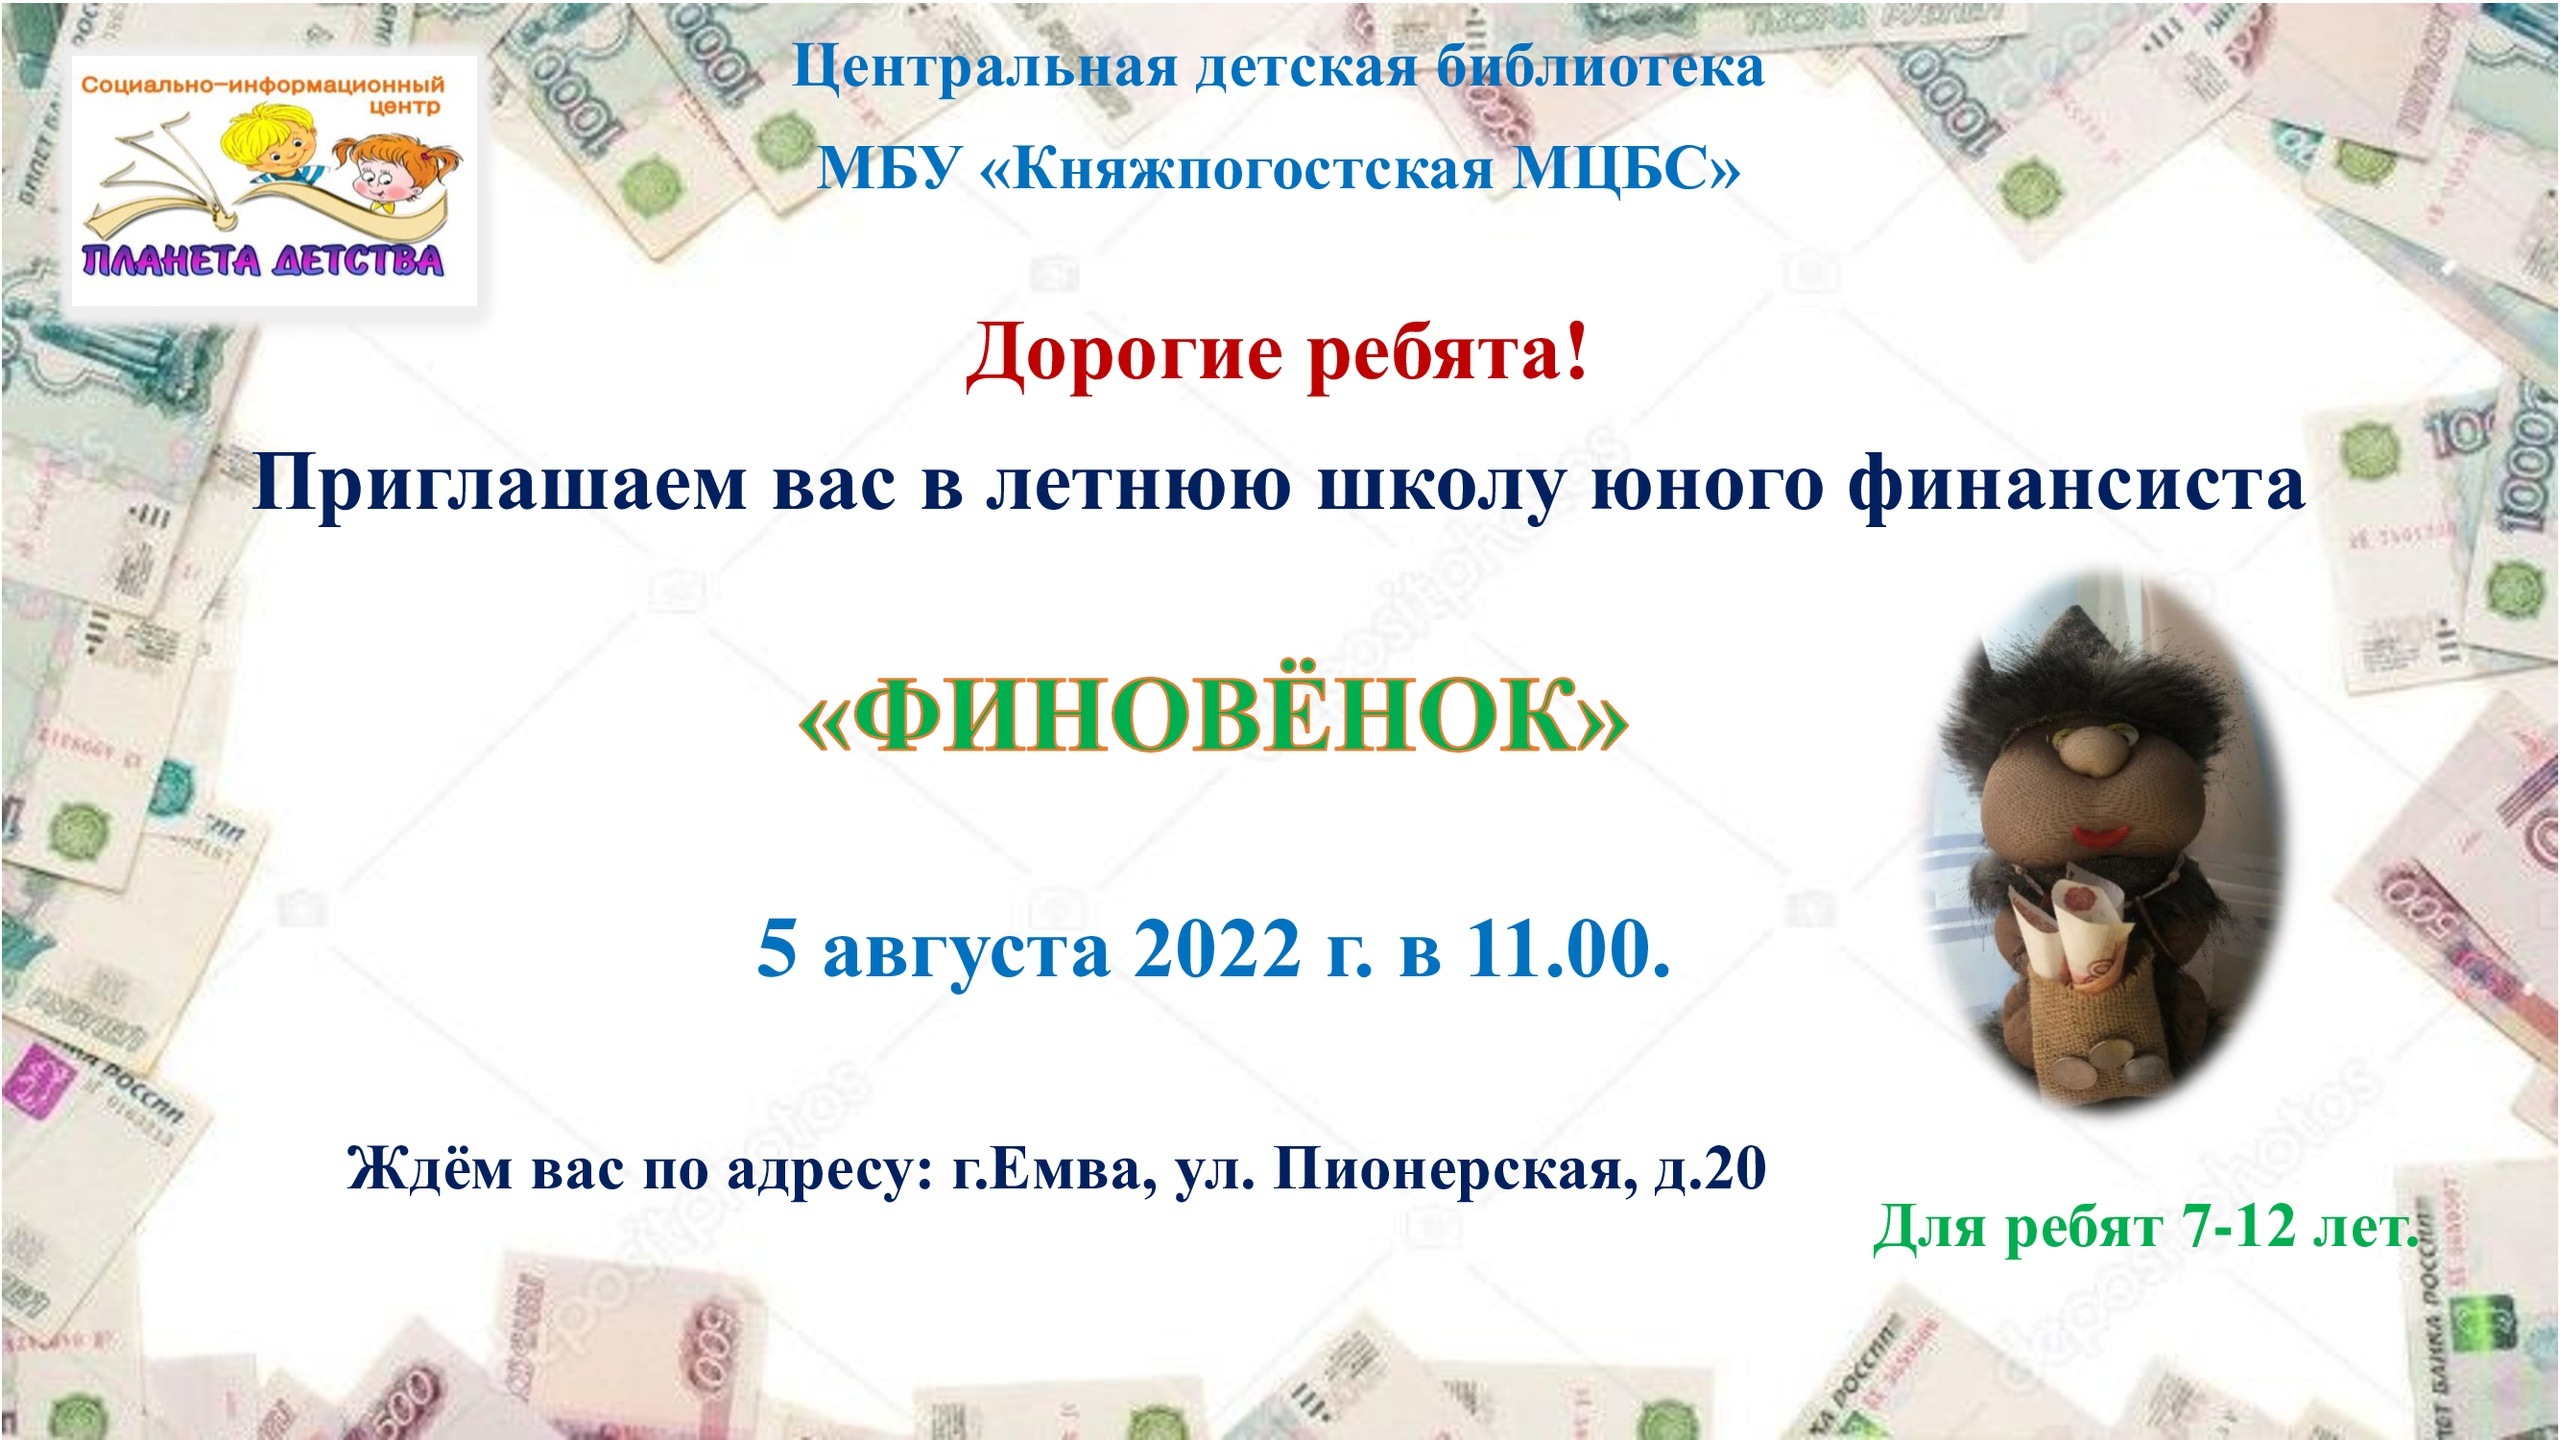 Социально-информационный
центр
ПЛАНЕТА ДЕТСТВА
Центральная детская библиотека
МБУ «Княжпогостская МЦБС»
Дорогие ребята!
Приглашаем вас в летнюю школу юного финансиста
«ФИНОВЁНОК»
5 августа 2022 г. в 11.00.
Ждём вас по адресу: г.Емва, ул. Пионерская, д.20
Для ребят 7-12 лет.